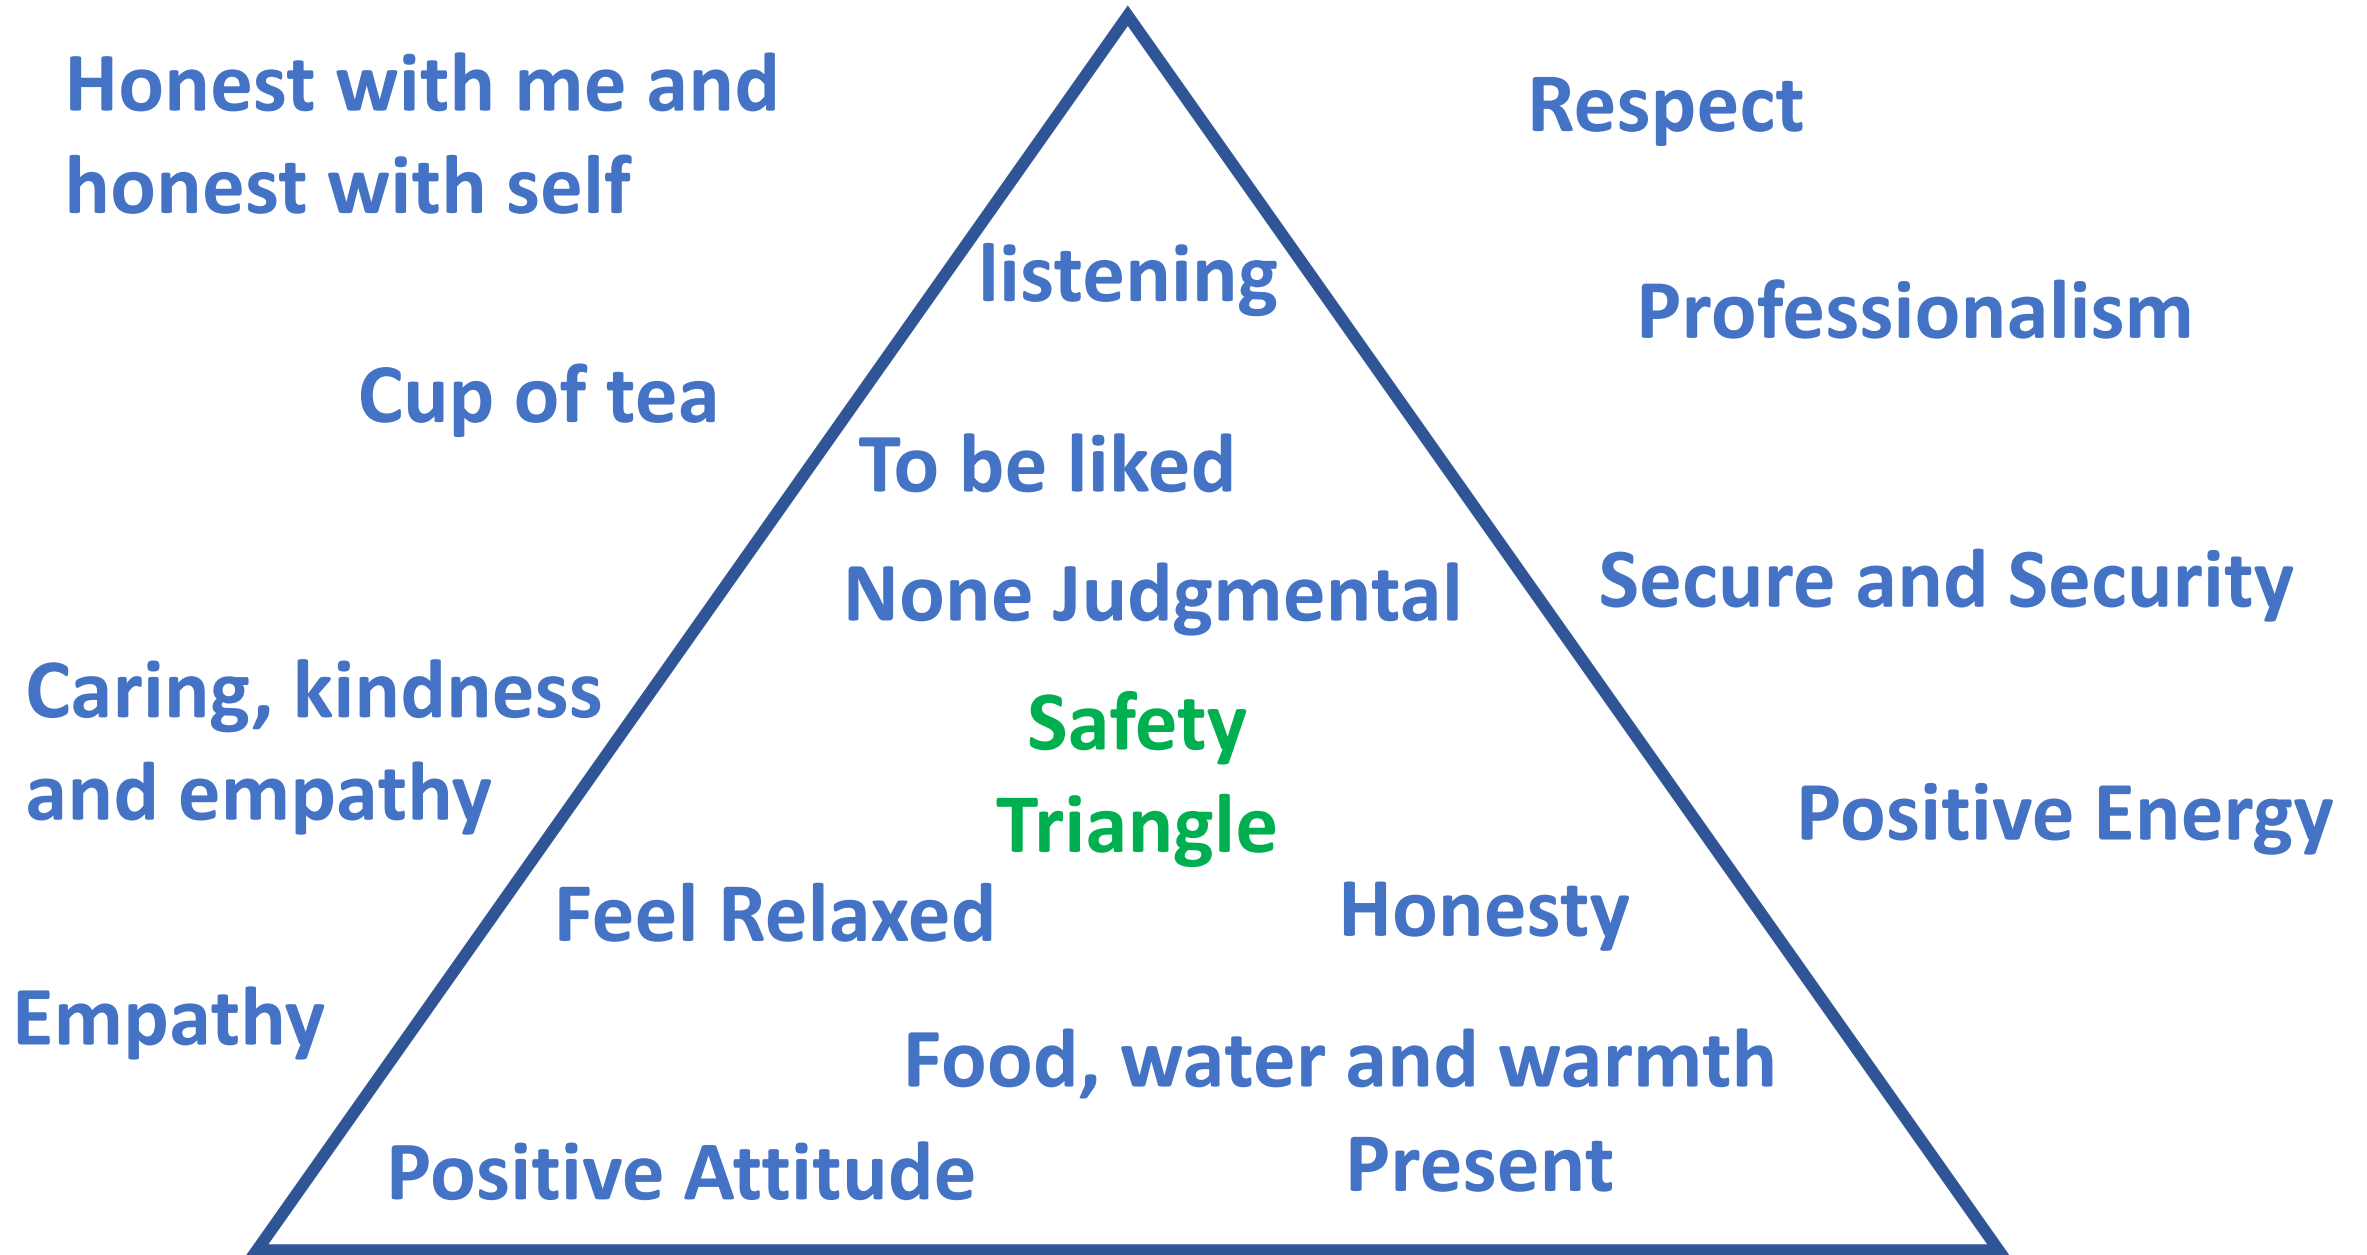 Honest with me and
honest with self
Respect
listening
Professionalism
Cup of tea
To be liked
None Judgmental
Secure and Security
Caring, kindness
and empathy
Safety
Triangle
Positive Energy
Feel Relaxed
Honesty
Empathy
Food, water and warmth
Positive Attitude
Present